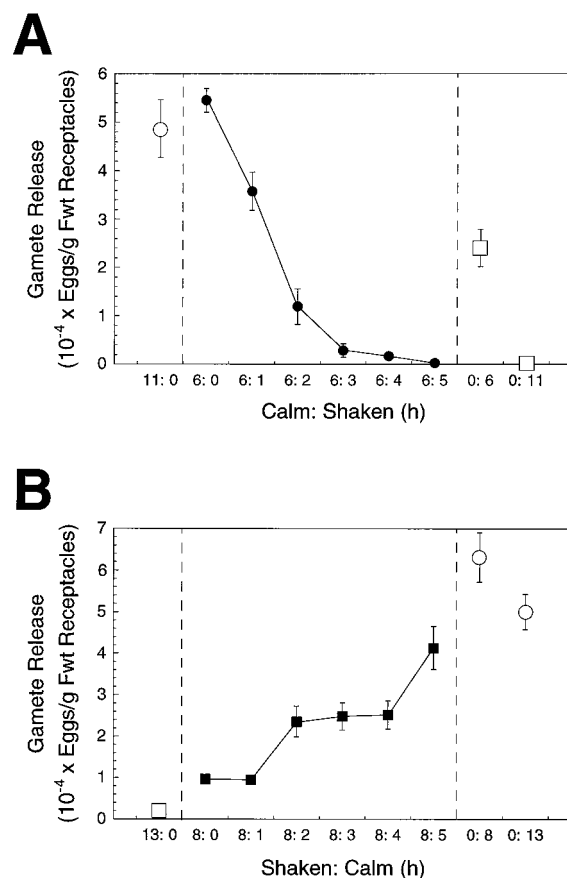 A
Gamete Release
(10-4 x Eggs/g Fwt Receptacles)
6
5
4
3
2
1
0
11: 0 6: 0 6: 1 6: 2 6: 3 6: 4 6: 5 0: 6 0: 11
Calm: Shaken (h)
B
Gamete Release
(10-4 x Eggs/g Fwt Receptacles)
7
6
5
4
3
2
1
0
13: 0 8: 0 8: 1 8: 2 8: 3 8: 4 8: 5 0: 8 0: 13
Shaken: Calm (h)